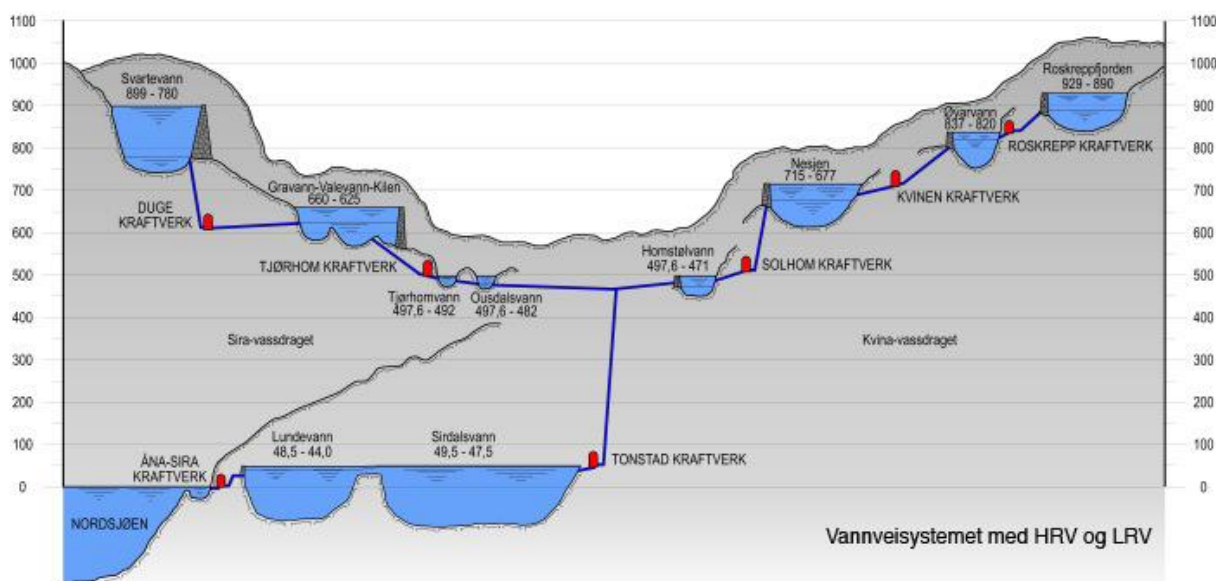 1100
1000
900
800
700
600
500
400
300
200
100
0
1100
1000
900
800
700
600
500
400
300
200
100
0
Svartevann
899 - 780
DUGE
KRAFTVERK
Gravann-Valevann-Kilen
660 - 625
TJØRHOM KRAFTVERK
Tjørhomvann
497,6 - 492
Ousdalsvann
497,6 - 482
Homstølvann
497,6 - 471
SOLHOM KRAFTVERK
Nesjen
715 - 677
KVINEN KRAFTVERK
Øyarvann
837 - 820
ROSKREPP KRAFTVERK
Roskreppfjorden
929 - 890
Sira-vassdraget
Kvina-vassdraget
ÅNA-SIRA
KRAFTVERK
Lundevann
48,5 - 44,0
Sirdalsvann
49,5 - 47,5
TONSTAD KRAFTVERK
NORDSJØEN
Vannveisystemet med HRV og LRV